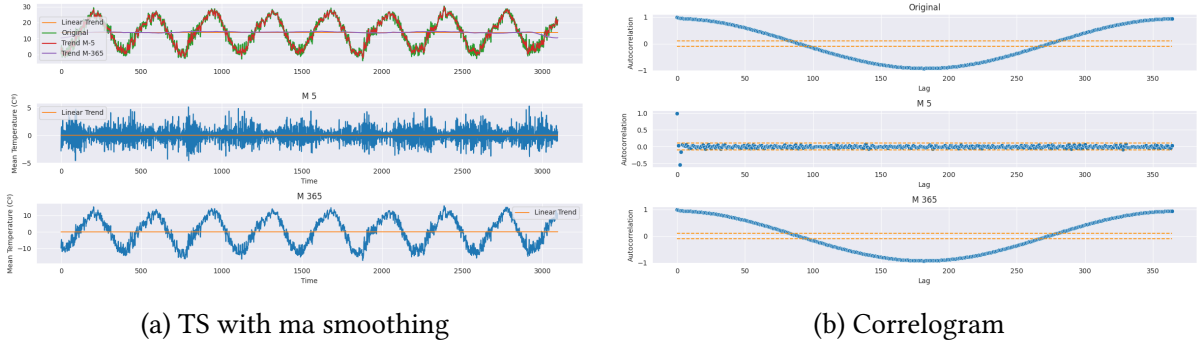 30
20
10
0
Linear Trend
Original
Trend M-5
Trend M-365
0 500 1000 1500 2000 2500 3000
M 5
Mean Temperature (Cº)
5
0
−5
Linear Trend
0 500 1000 1500 2000 2500 3000
Time
M 365
Mean Temperature (Cº)
10
0
−10
Linear Trend
0 500 1000 1500 2000 2500 3000
Time
(a) TS with ma smoothing
Original
Autocorrelation
1
0
−1
0 50 100 150 200 250 300 350
Lag
M 5
Autocorrelation
1.0
0.5
0.0
−0.5
0 50 100 150 200 250 300 350
Lag
M 365
Autocorrelation
1
0
−1
0 50 100 150 200 250 300 350
Lag
(b) Correlogram